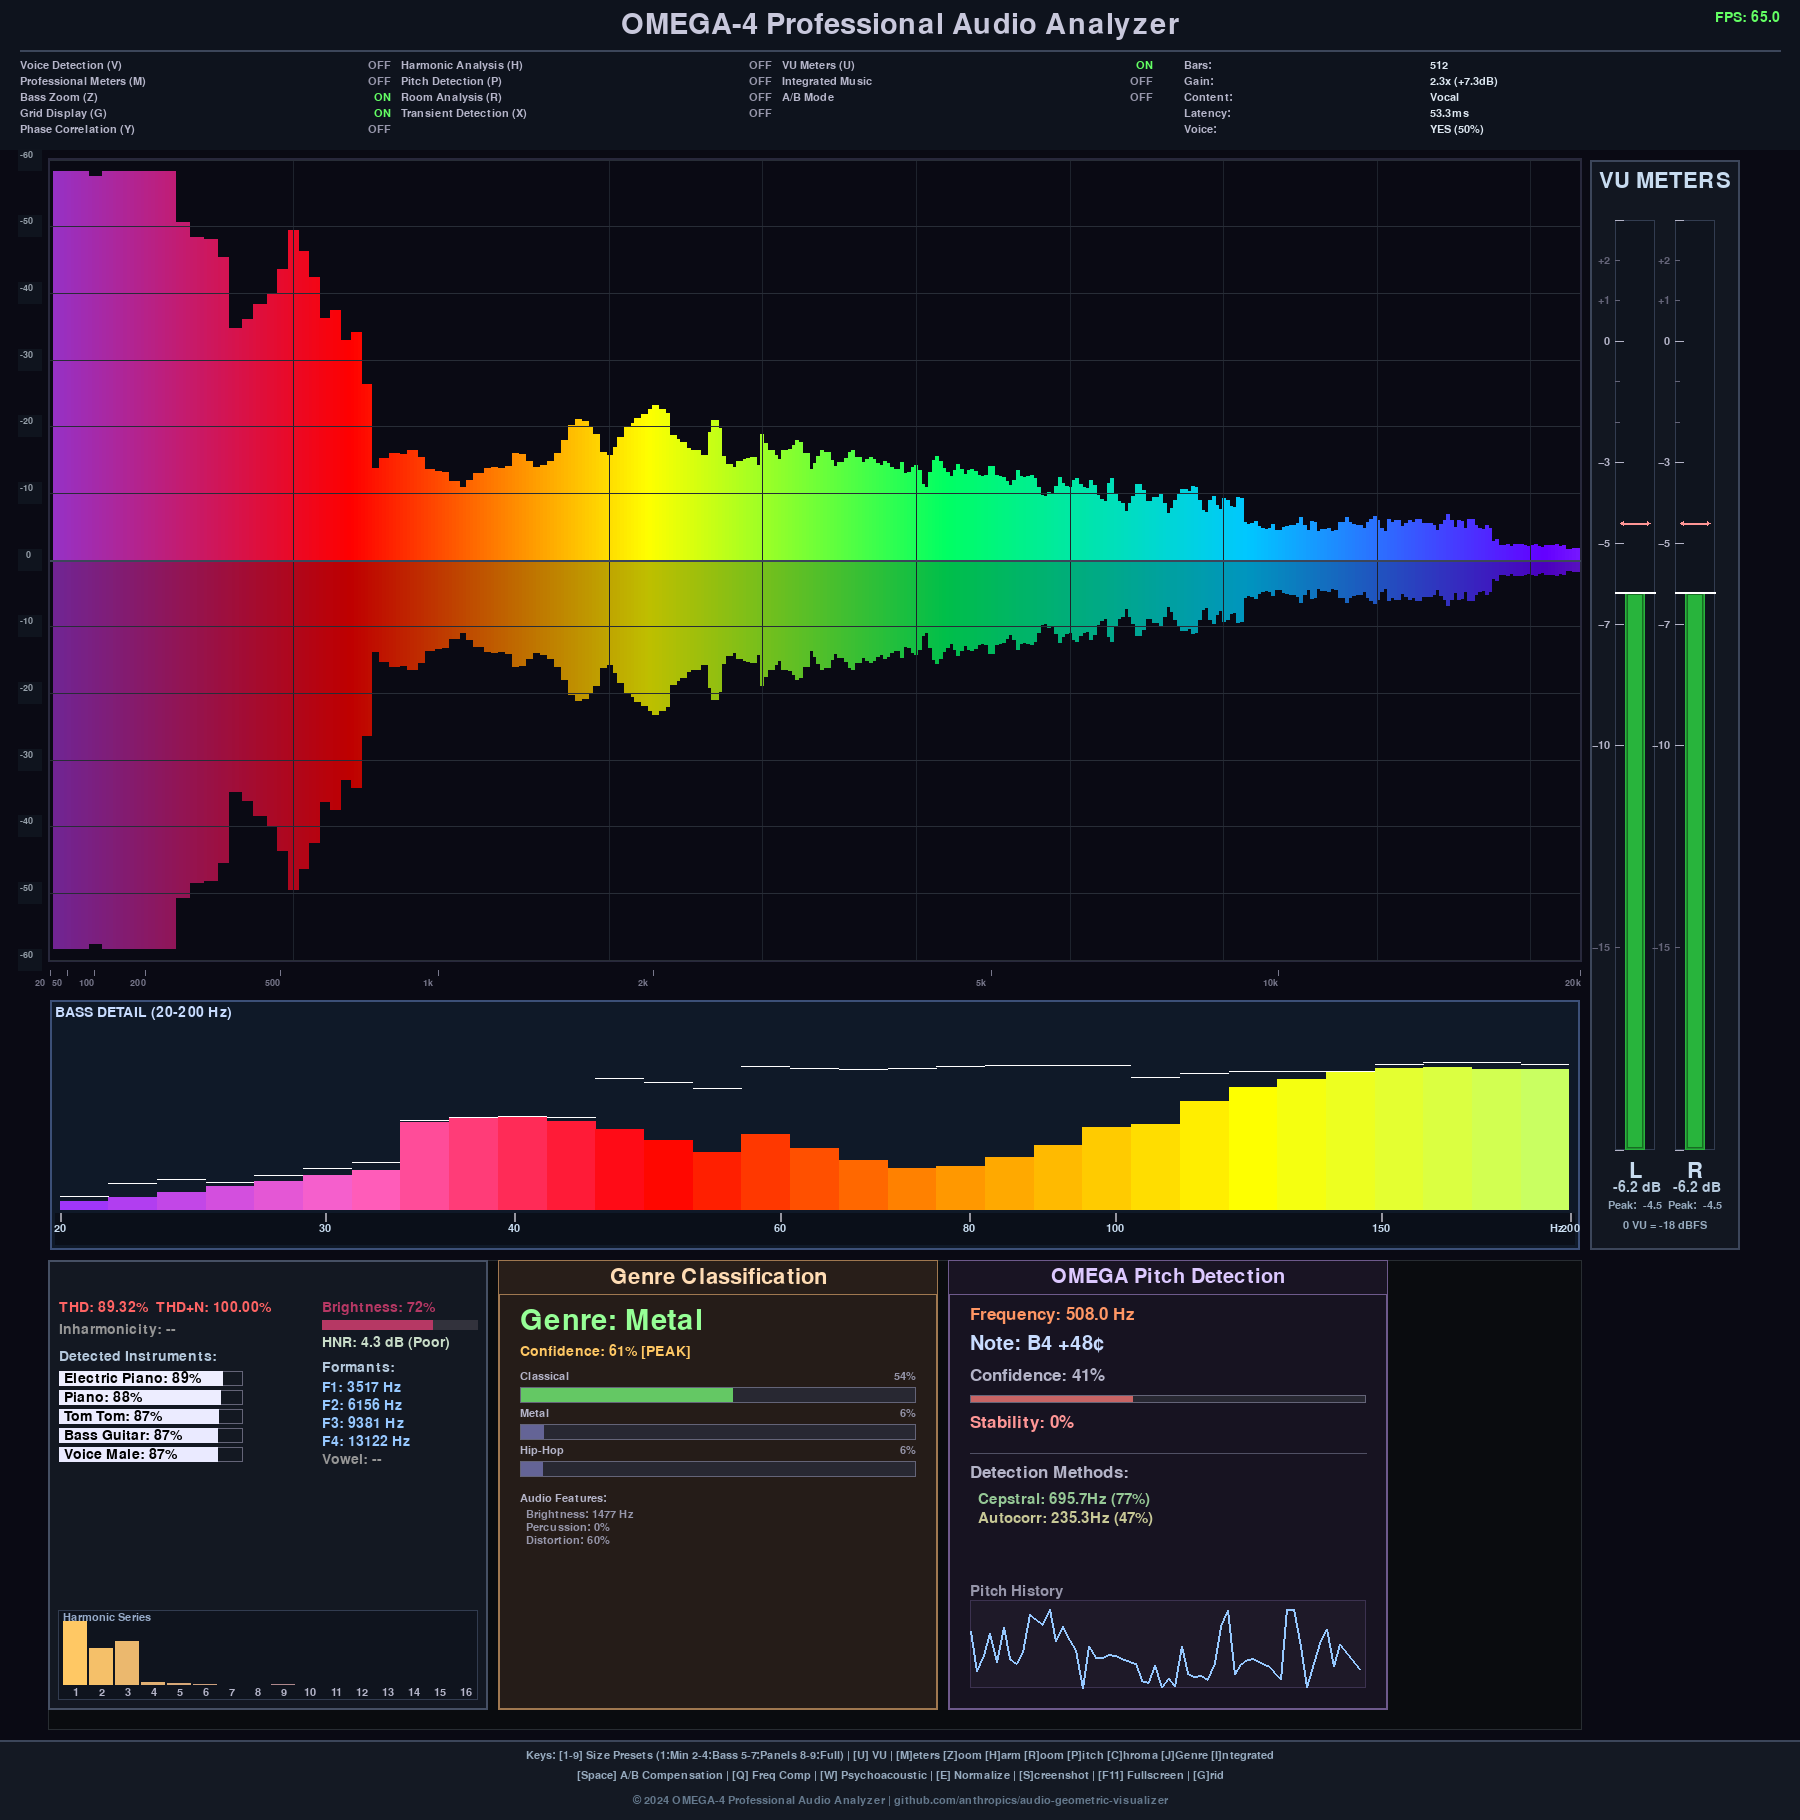 OMEGA-4 Professional Audio Analyzer
FPS: 65.0
Voice Detection (V) OFF Harmonic Analysis (H) OFF VU Meters (U) ON Bars: 512
Professional Meters (M) OFF Pitch Detection (P) OFF Integrated Music OFF Gain: 2.3x (+7.3dB)
Bass Zoom (Z) ON Room Analysis (R) OFF A/B Mode OFF Content: Vocal
Grid Display (G) ON Transient Detection (X) OFF Latency: 53.3ms
Phase Correlation (Y) OFF Voice: YES (50%)
-60
-50
-40
-30
-20
-10
0
-10
-20
-30
-40
-50
-60
20 50 100 200 500 1k 2k 5k 10k 20k
VU METERS
+2 +2
+1 +1
0 0
-3 -3
-5 -5
-7 -7
-10 -10
-15 -15
L R
-6.2 dB -6.2 dB
Peak: -4.5 Peak: -4.5
0 VU = -18 dBFS
BASS DETAIL (20-200 Hz)
20 30 40 60 80 100 150 Hz200
THD: 89.32% THD+N: 100.00%
Inharmonicity: --
Detected Instruments:
Electric Piano: 89%
Piano: 88%
Tom Tom: 87%
Bass Guitar: 87%
Voice Male: 87%
Brightness: 72%
HNR: 4.3 dB (Poor)
Formants:
F1: 3517 Hz
F2: 6156 Hz
F3: 9381 Hz
F4: 13122 Hz
Vowel: --
Harmonic Series
1 2 3 4 5 6 7 8 9 10 11 12 13 14 15 16
Genre Classification
Genre: Metal
Confidence: 61% [PEAK]
Classical 54%
Metal 6%
Hip-Hop 6%
Audio Features:
Brightness: 1477 Hz
Percussion: 0%
Distortion: 60%
OMEGA Pitch Detection
Frequency: 508.0 Hz
Note: B4 +48¢
Confidence: 41%
Stability: 0%
Detection Methods:
Cepstral: 695.7Hz (77%)
Autocorr: 235.3Hz (47%)
Pitch History
Keys: [1-9] Size Presets (1:Min 2-4:Bass 5-7:Panels 8-9:Full) | [U] VU | [M]eters [Z]oom [H]arm [R]oom [P]itch [C]hroma [J]Genre [I]ntegrated
[Space] A/B Compensation | [Q] Freq Comp | [W] Psychoacoustic | [E] Normalize | [S]creenshot | [F11] Fullscreen | [G]rid
© 2024 OMEGA-4 Professional Audio Analyzer | github.com/anthropics/audio-geometric-visualizer